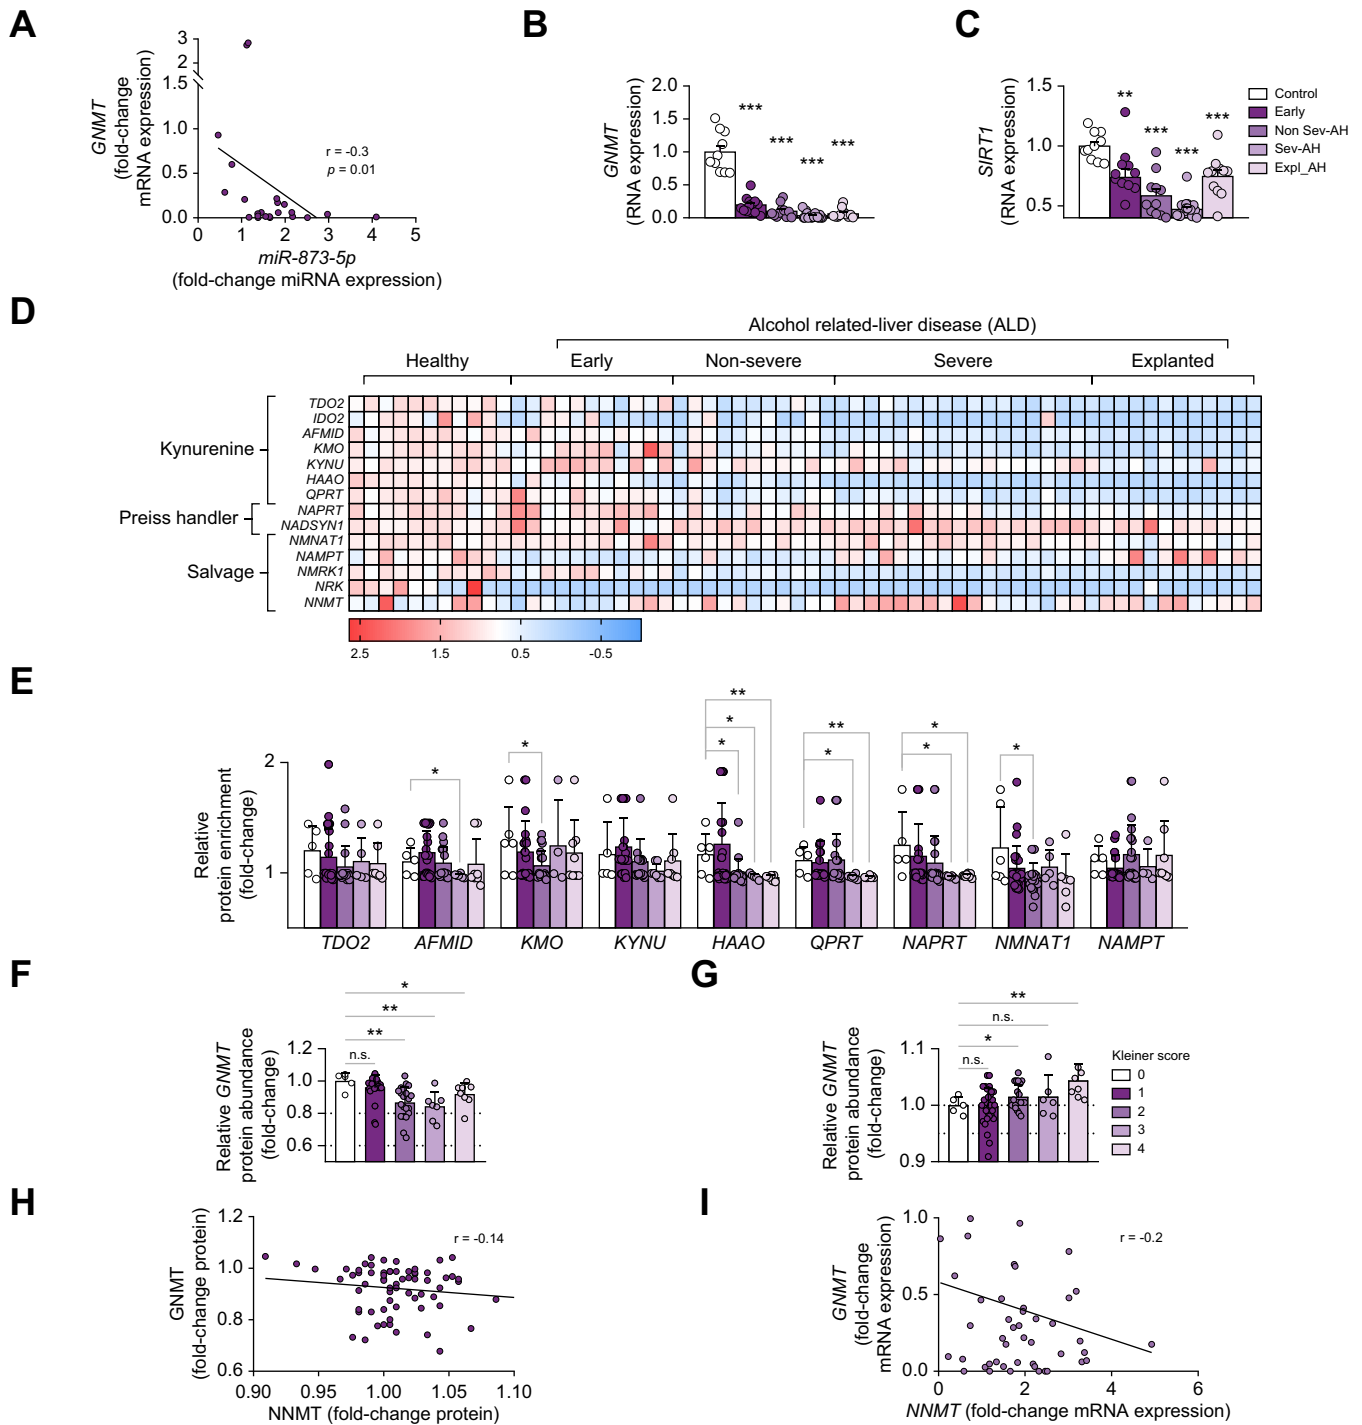 A
GNMT
(fold-change
mRNA expression)
3
2
1.5
1.0
0.5
0.0
r = -0.3
p = 0.01
0 1 2 3 4 5
miR-873-5p
(fold-change miRNA expression)
B
GNMT
(RNA expression)
2.0
1.5
1.0
0.5
0.0
*** *** *** ***
C
SIRT1
(RNA expression)
1.5
1.0
0.5
** *** *** ***
Control
Early
Non Sev-AH
Sev-AH
Expl_AH
D
Alcohol related-liver disease (ALD)
Healthy Early Non-severe Severe Explanted
Kynurenine
Preiss handler
Salvage
TDO2
IDO2
AFMID
KMO
KYNU
HAAO
QPRT
NAPRT
NADSYN1
NMNAT1
NAMPT
NMRK1
NRK
NNMT
2.5 1.5 0.5 -0.5
E
Relative
protein enrichment
(fold-change)
2
1
* * * * ** * ** * * *
TDO2 AFMID KMO KYNU HAAO QPRT NAPRT NMNAT1 NAMPT
F
Relative GNMT
protein abundance
(fold-change)
1.2
1.0
0.8
0.6
*
**
**
n.s.
G
Relative GNMT
protein abundance
(fold-change)
1.1
1.0
0.9
**
n.s.
*
n.s.
Kleiner score
0
1
2
3
4
H
GNMT
(fold-change protein)
1.2
1.0
0.8
0.6
r = -0.14
0.90 0.95 1.00 1.05 1.10
NNMT (fold-change protein)
I
GNMT
(fold-change
mRNA expression)
1.0
0.5
0.0
r = -0.2
0 2 4 6
NNMT (fold-change mRNA expression)